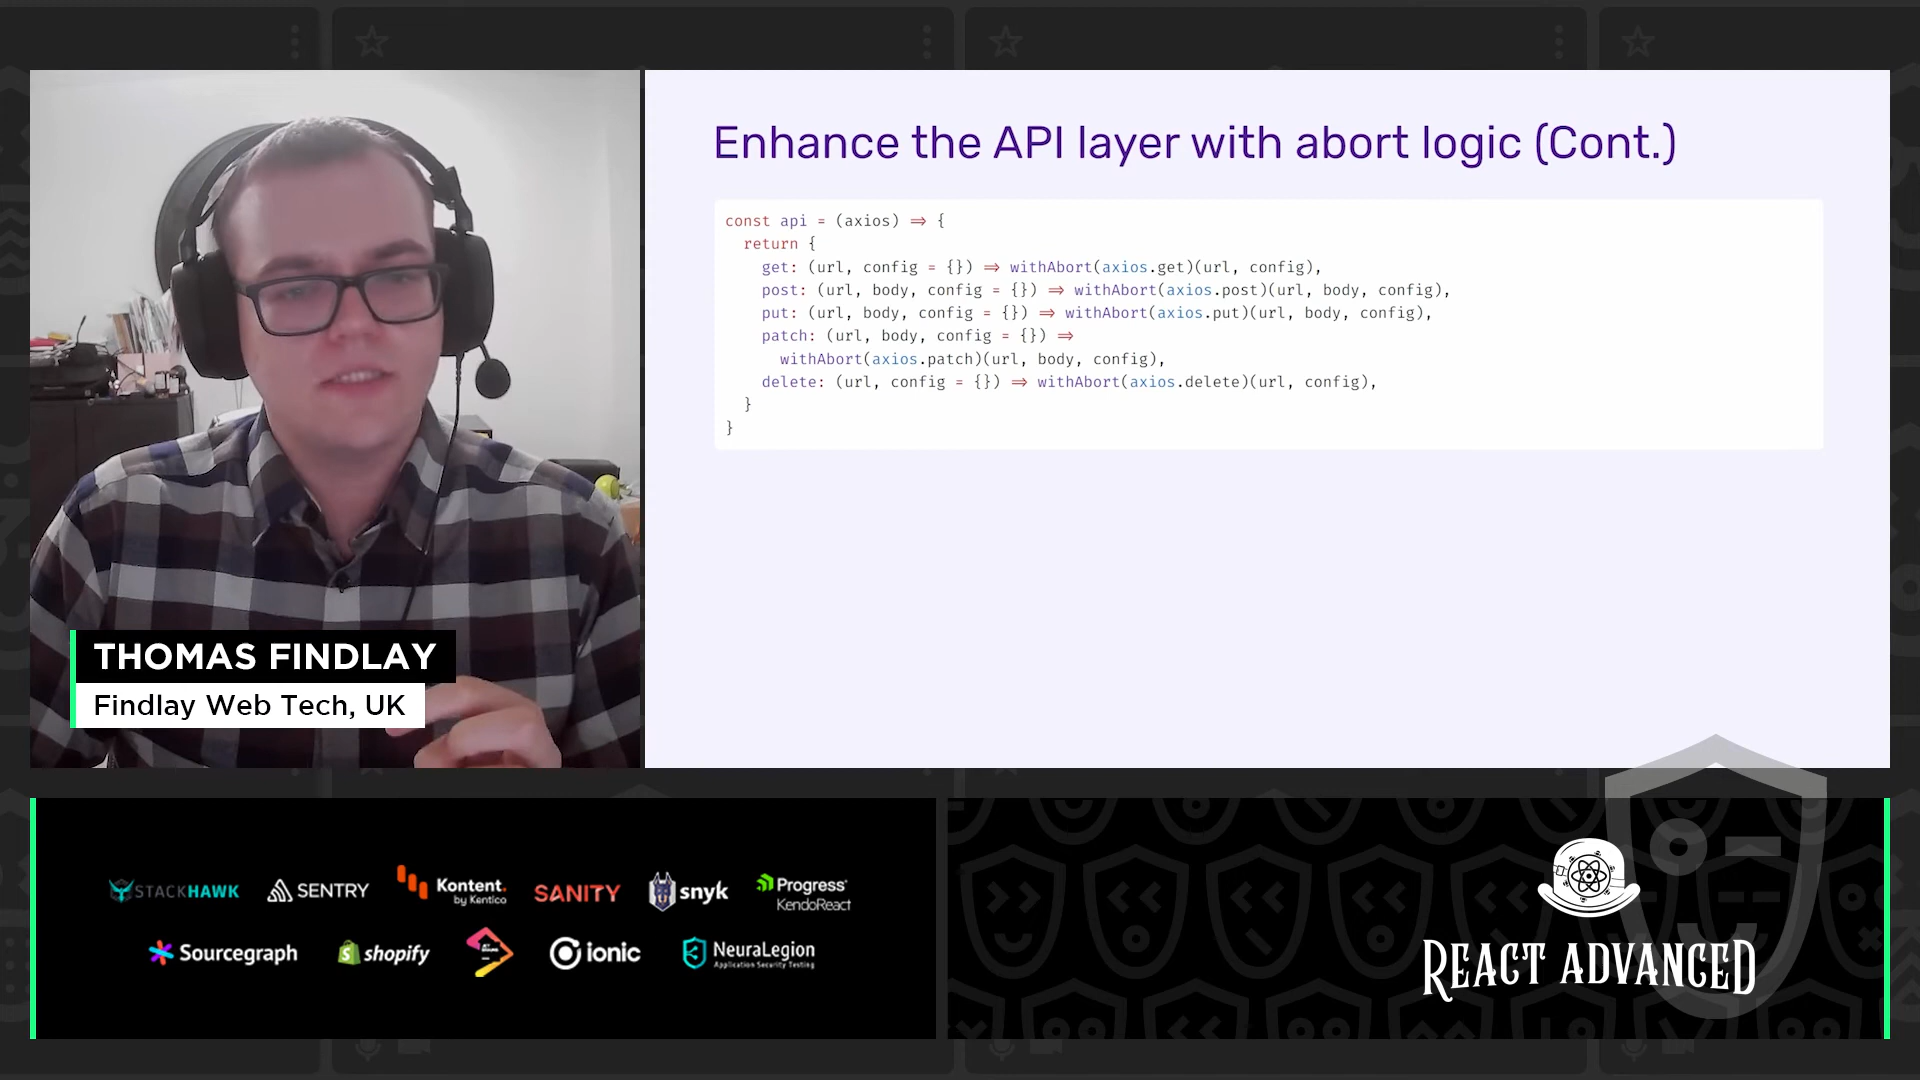 Enhance the API layer with abort logic (Cont.)
const api = (axios) => {
return {
get: (url, config = {}) => withAbort(axios.get)(url, config),
post: (url, body, config = {}) => withAbort(axios.post)(url, body, config),
put: (url, body, config = {}) => withAbort(axios.put)(url, body, config),
patch: (url, body, config = {}) =>
withAbort(axios.patch)(url, body, config),
delete: (url, config = {}) => withAbort(axios.delete)(url, config),
}
}
THOMAS FINDLAY
Findlay Web Tech, UK
STACKHAWK
SENTRY
Kontent.
by Kentico
SANITY
snyk
Progress
KendoReact
Sourcegraph
shopify
ionic
NeuraLegion
Application Security Testing
REACT ADVANCED